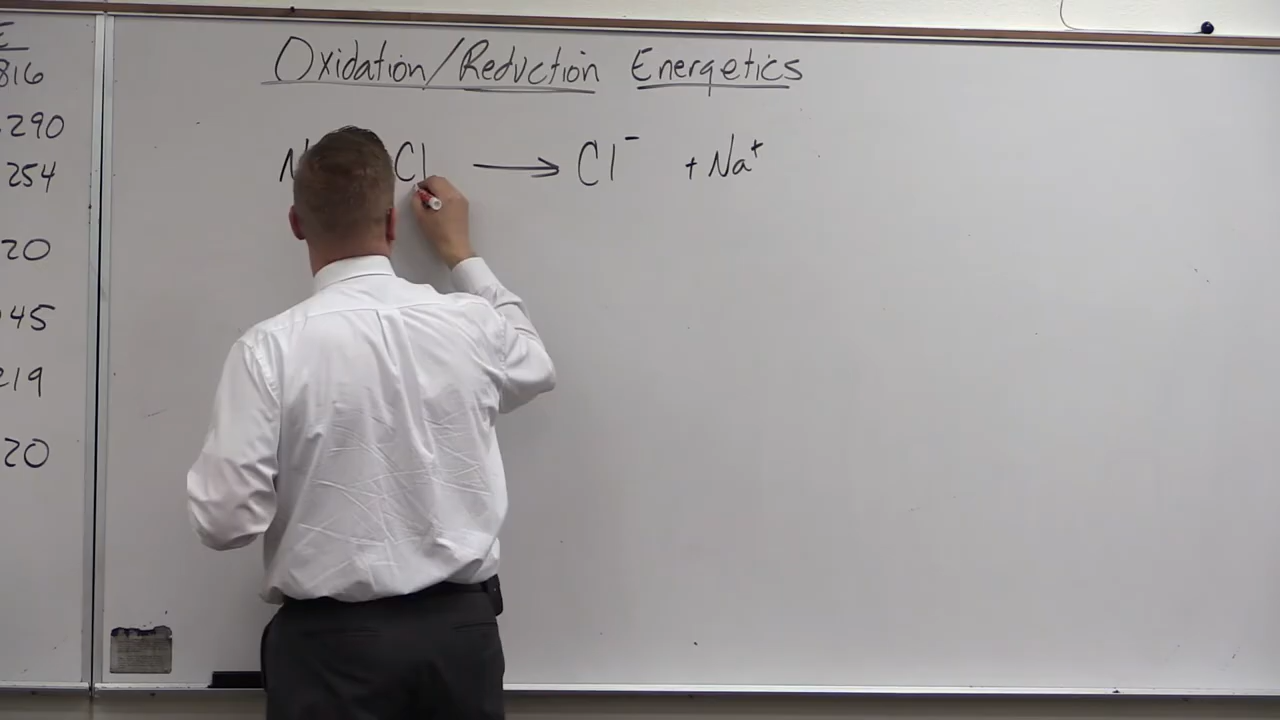 E
816
.290
254
20
45
219
20
Oxidation/Reduction Energetics
N Cl → Cl⁻ + Na⁺